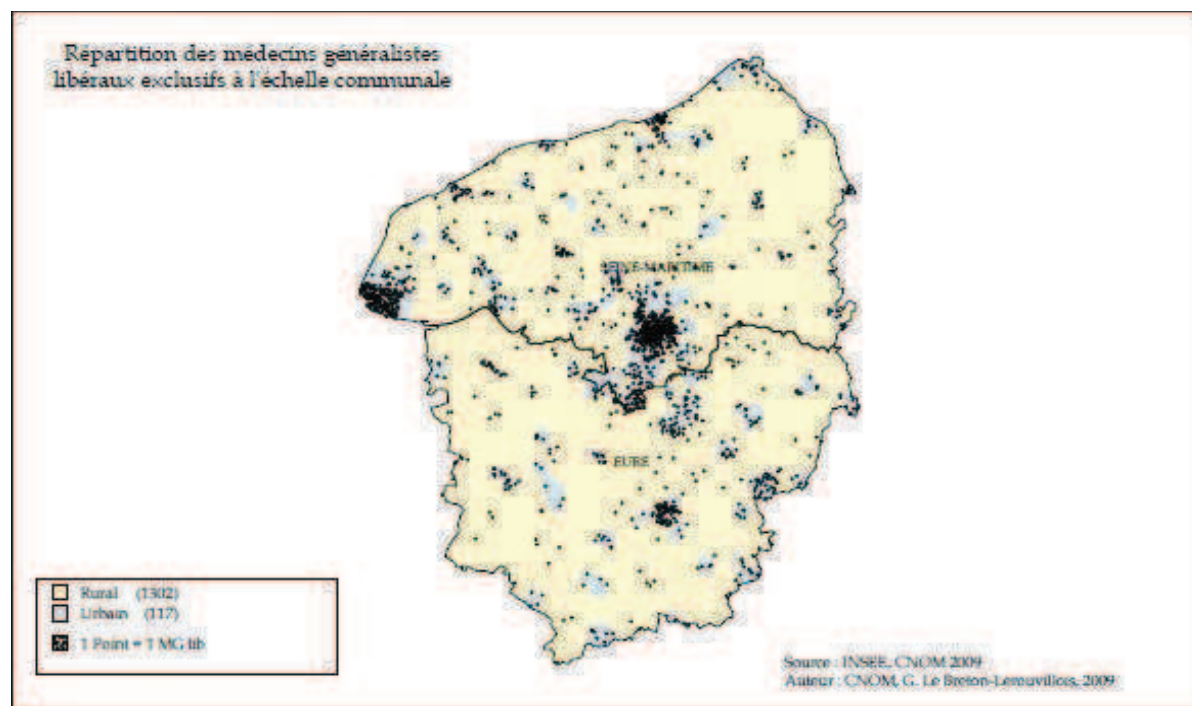 Répartition des médecins généralistes
libéraux exclusifs à l'échelle communale
SEINE-MARITIME
EURE
Rural (1302)
Urbain (117)
1 Point = 1 MG lib
Source : INSEE, CNOM 2009
Auteur : CNOM, G. Le Breton-Lerouvillois, 2009